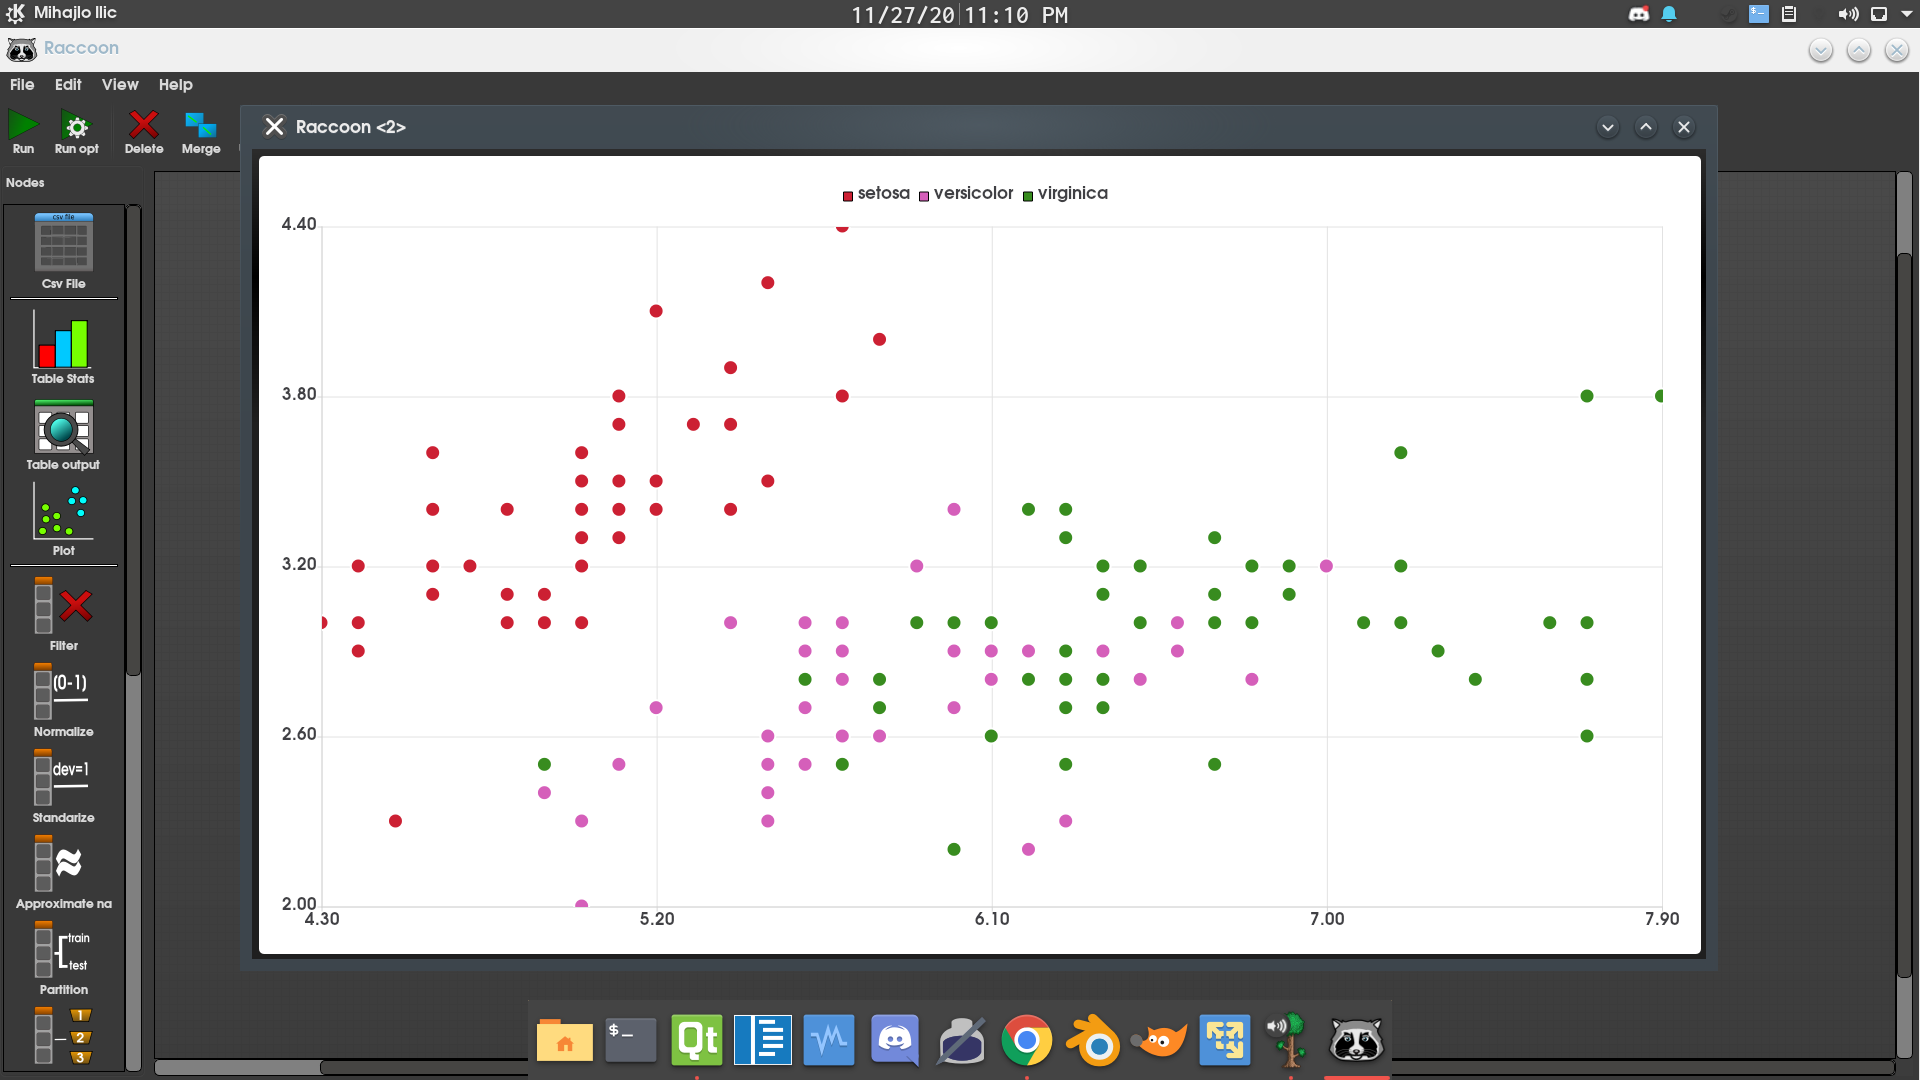 Mihajlo Ilic
11/27/20 11:10 PM
Raccoon
File Edit View Help
Run Run opt Delete Merge
Raccoon <2>
Nodes
csv file
Csv File
Table Stats
Table output
Plot
Filter
(0-1)
Normalize
dev=1
Standarize
Approximate na
train
test
Partition
1
2
3
setosa versicolor virginica
4.40
3.80
3.20
2.60
2.00
4.30 5.20 6.10 7.00 7.90
$_
Qt